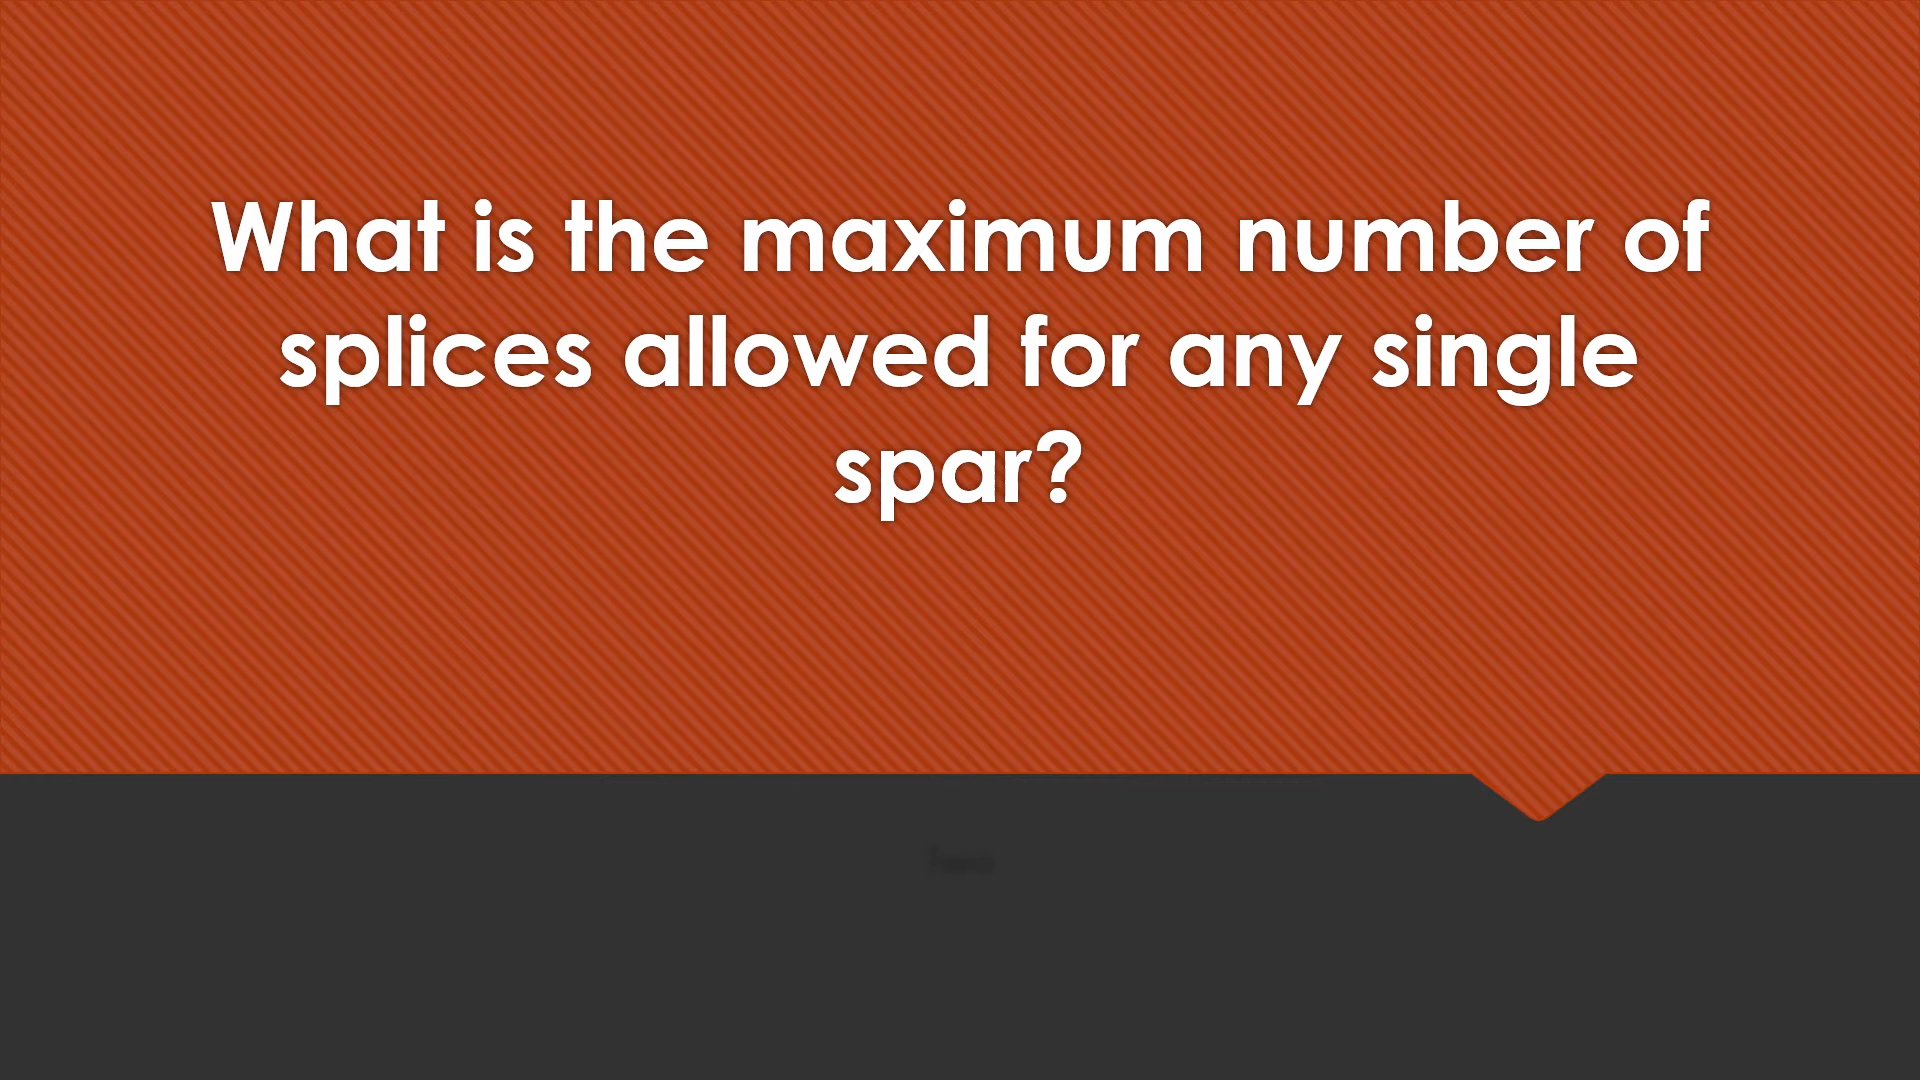 What is the maximum number of
splices allowed for any single
spar?